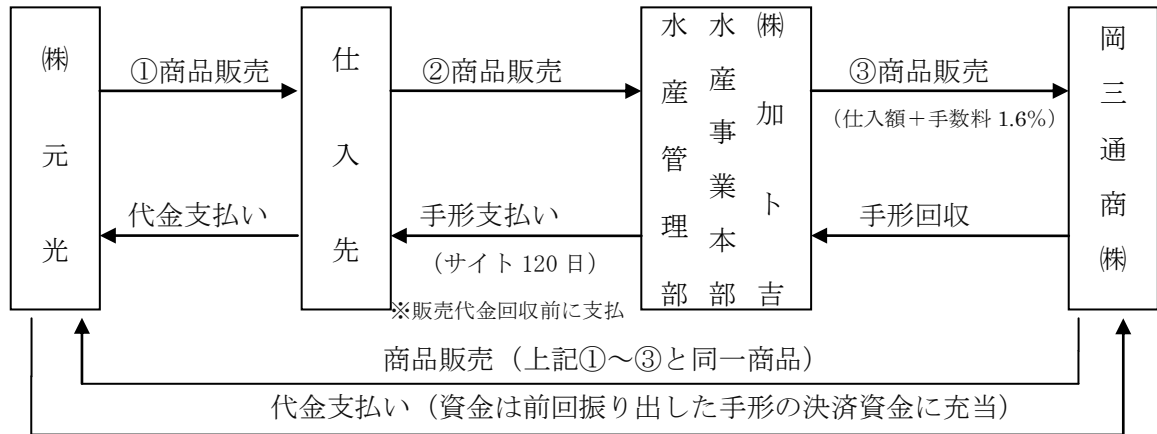 ㈱元光
①商品販売
代金支払い
仕入先
②商品販売
手形支払い
（サイト 120 日）
※販売代金回収前に支払
㈱加ト吉
水産事業本部
水産管理部
③商品販売
（仕入額＋手数料 1.6%）
手形回収
岡三通商㈱
商品販売（上記①～③と同一商品）
代金支払い（資金は前回振り出した手形の決済資金に充当）